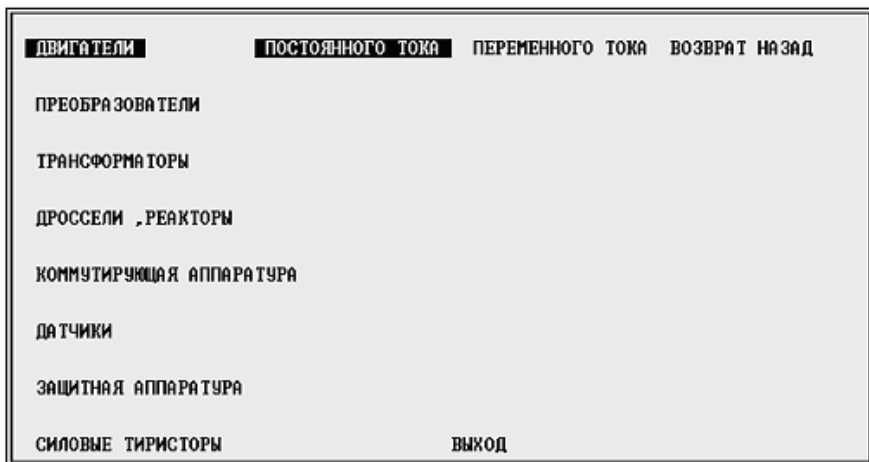 ДВИГАТЕЛИ ПОСТОЯННОГО ТОКА ПЕРЕМЕННОГО ТОКА ВОЗВРАТ НАЗАД
ПРЕОБРАЗОВАТЕЛИ
ТРАНСФОРМАТОРЫ
ДРОССЕЛИ ,РЕАКТОРЫ
КОММУТИРУЮЩАЯ АППАРАТУРА
ДАТЧИКИ
ЗАЩИТНАЯ АППАРАТУРА
СИЛОВЫЕ ТИРИСТОРЫ ВЫХОД